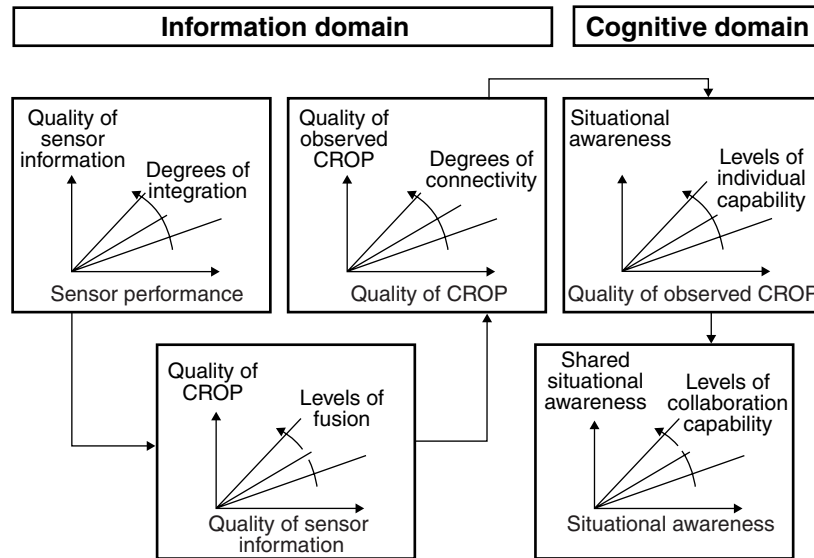 Information domain
Cognitive domain
Quality of
sensor
information
Degrees of
integration
Sensor performance
Quality of
observed
CROP
Degrees of
connectivity
Quality of CROP
Situational
awareness
Levels of
individual
capability
Quality of observed CROP
Quality of
CROP
Levels of
fusion
Quality of sensor
information
Shared
situational
awareness
Levels of
collaboration
capability
Situational awareness